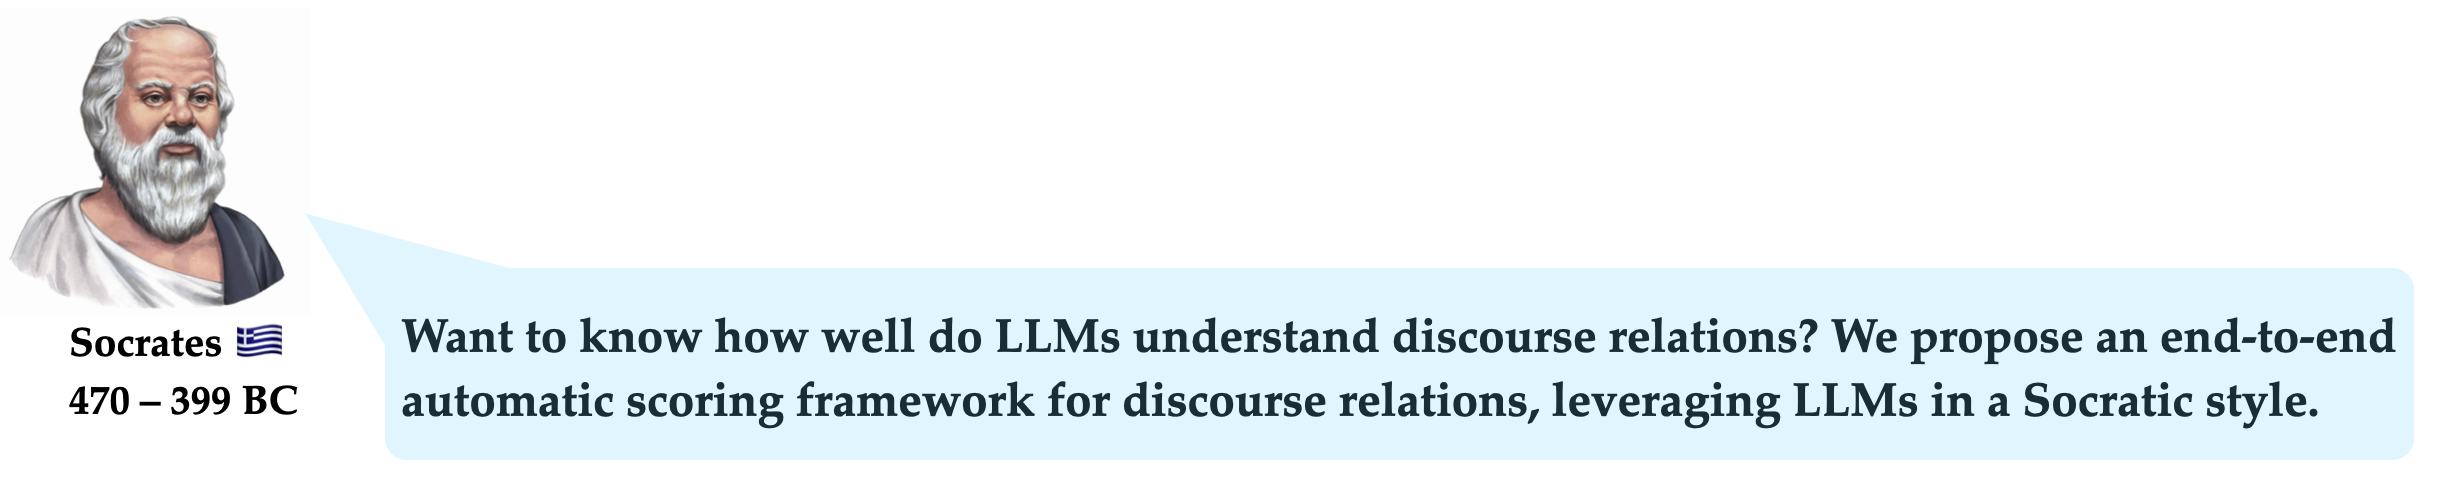 Socrates 🇬🇷
470 – 399 BC
Want to know how well do LLMs understand discourse relations? We propose an end-to-end
automatic scoring framework for discourse relations, leveraging LLMs in a Socratic style.